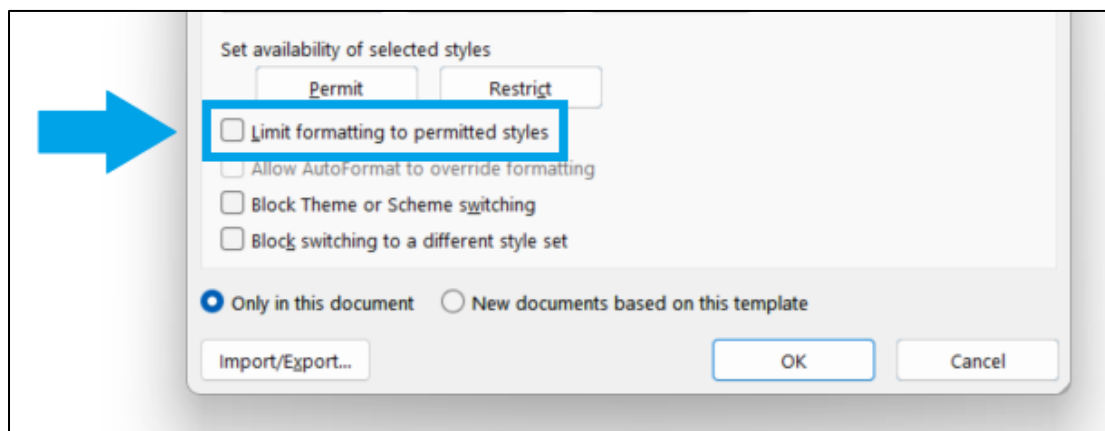 Set availability of selected styles
Permit Restrict
Limit formatting to permitted styles
Allow AutoFormat to override formatting
Block Theme or Scheme switching
Block switching to a different style set
Only in this document New documents based on this template
Import/Export... OK Cancel